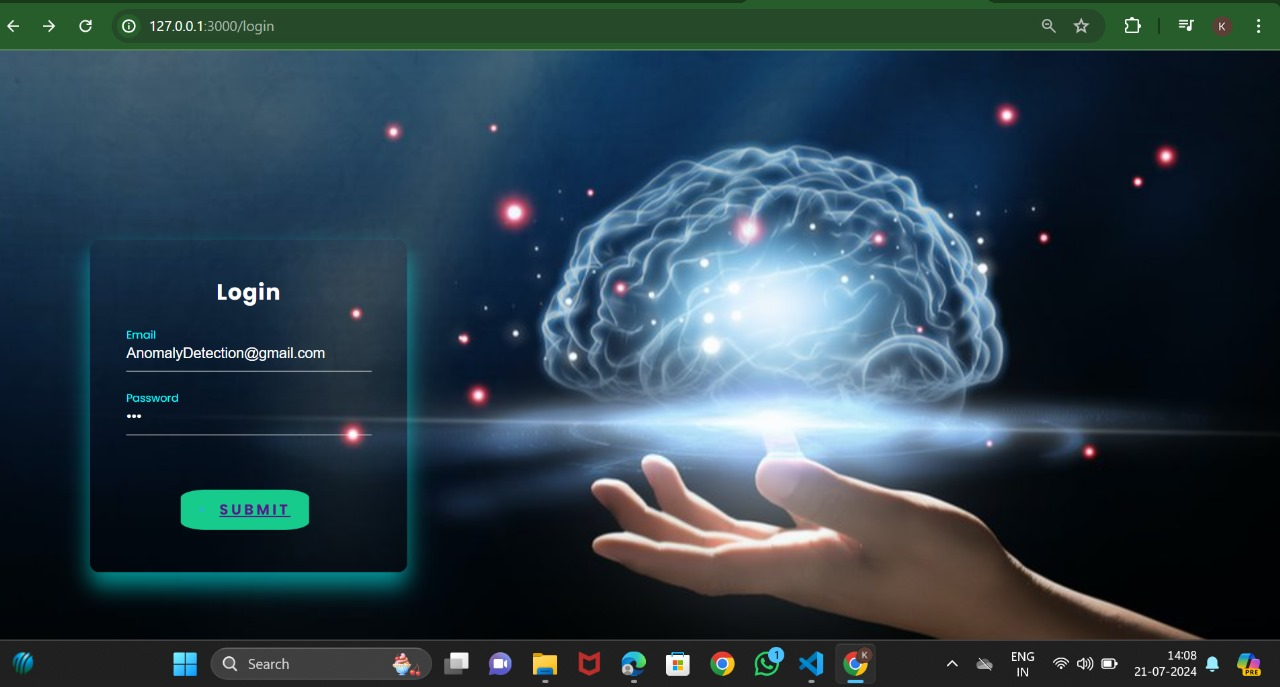 127.0.0.1:3000/login
K
Login
Email
AnomalyDetection@gmail.com
Password
•••
SUBMIT
Search
1
K
ENG
IN
14:08
21-07-2024
PRE